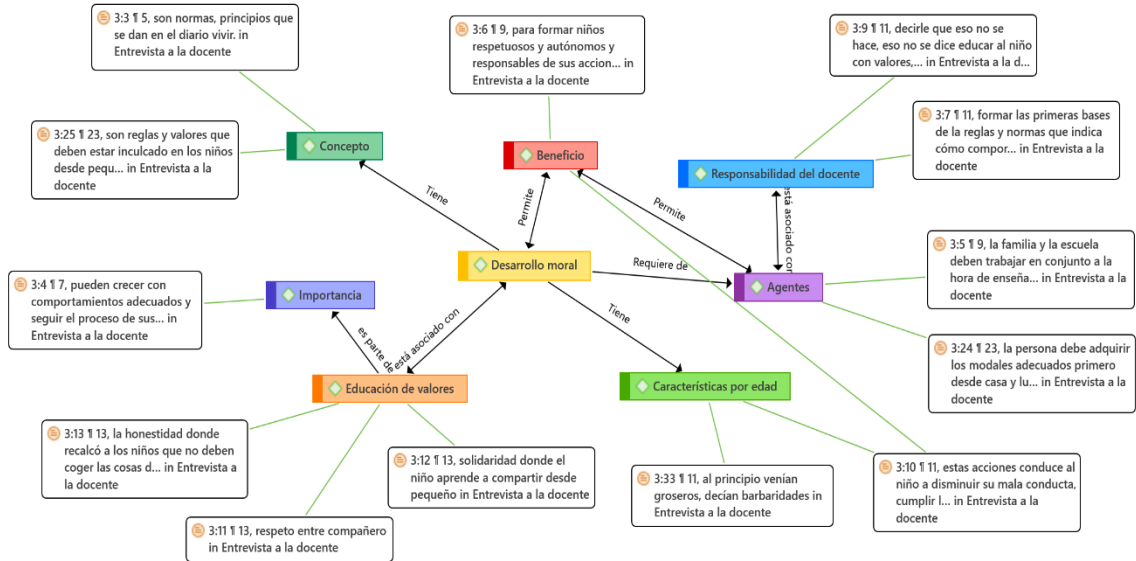 3:3 ¶ 5, son normas, principios que
se dan en el diario vivir. in
Entrevista a la docente
3:6 ¶ 9, para formar niños
respetuosos y autónomos y
responsables de sus accion... in
Entrevista a la docente
3:9 ¶ 11, decirle que eso no se
hace, eso no se dice educar al niño
con valores,... in Entrevista a la d...
3:25 ¶ 23, son reglas y valores que
deben estar inculcado en los niños
desde pequ... in Entrevista a la
docente
Concepto
Beneficio
3:7 ¶ 11, formar las primeras bases
de la reglas y normas que indica
cómo compor... in Entrevista a la
docente
Responsabilidad del docente
Tiene
Permite
Permite
está asociado con
3:4 ¶ 7, pueden crecer con
comportamientos adecuados y
seguir el proceso de sus... in
Entrevista a la docente
Importancia
Desarrollo moral
Requiere de
Agentes
3:5 ¶ 9, la familia y la escuela
deben trabajar en conjunto a la
hora de enseña... in Entrevista a la
docente
es parte de
está asociado con
Tiene
3:24 ¶ 23, la persona debe adquirir
los modales adecuados primero
desde casa y lu... in Entrevista a la
docente
Educación de valores
Características por edad
3:13 ¶ 13, la honestidad donde
recalcó a los niños que no deben
coger las cosas d... in Entrevista a
la docente
3:12 ¶ 13, solidaridad donde el
niño aprende a compartir desde
pequeño in Entrevista a la docente
3:33 ¶ 11, al principio venían
groseros, decían barbaridades in
Entrevista a la docente
3:10 ¶ 11, estas acciones conduce al
niño a disminuir su mala conducta,
cumplir l... in Entrevista a la
docente
3:11 ¶ 13, respeto entre compañero
in Entrevista a la docente